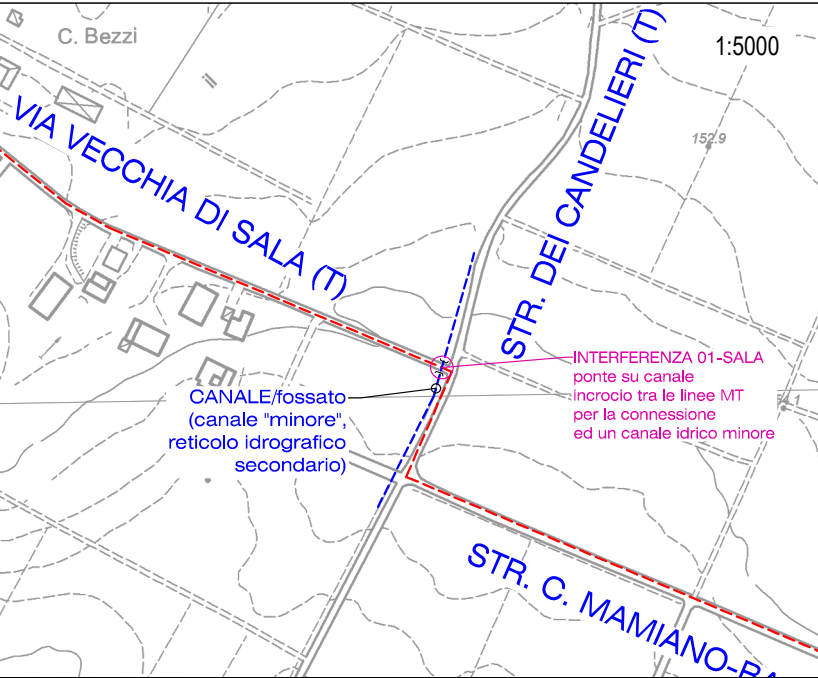 C. Bezzi
1:5000
VIA VECCHIA DI SALA (T)
STR. DEI CANDELIERI (T)
152.9
INTERFERENZA 01-SALA
ponte su canale
incrocio tra le linee MT
per la connessione
ed un canale idrico minore
CANALE/fossato
(canale "minore",
reticolo idrografico
secondario)
STR. C. MAMIANO-BA